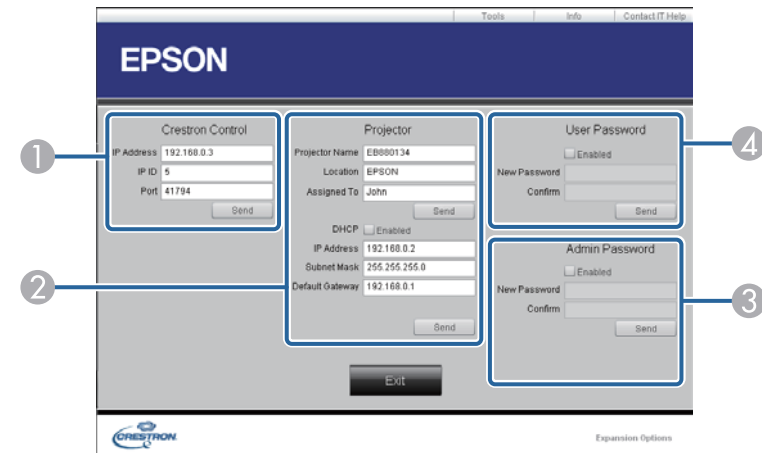 Tools Info Contact IT Help
EPSON
Crestron Control
IP Address 192.168.0.3
IP ID 5
Port 41794
Send
1
Projector
Projector Name EB880134
Location EPSON
Assigned To John
Send
DHCP Enabled
IP Address 192.168.0.2
Subnet Mask 255.255.255.0
Default Gateway 192.168.0.1
Send
2
User Password
Enabled
New Password
Confirm
Send
4
Admin Password
Enabled
New Password
Confirm
Send
3
Exit
CRESTRON
Expansion Options